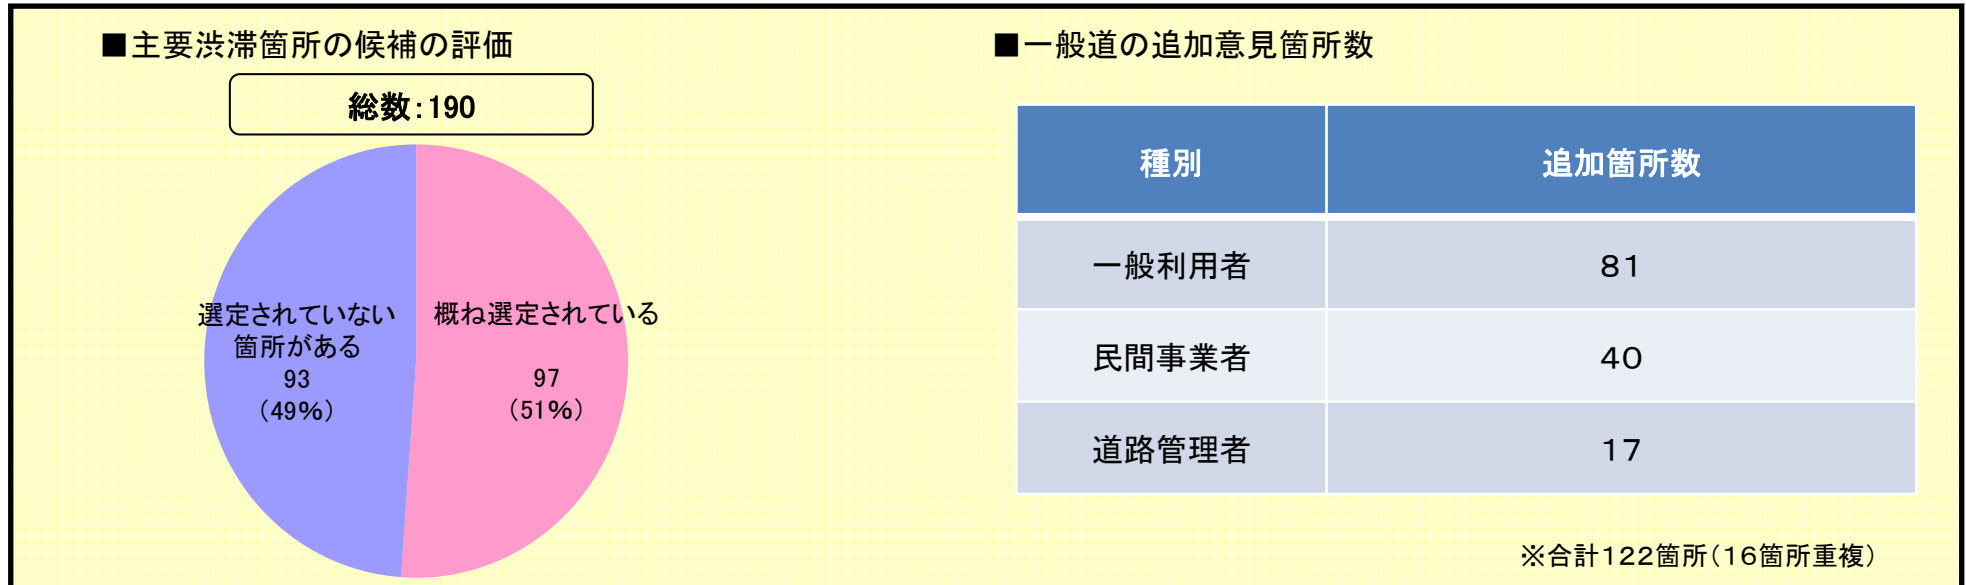 ■主要渋滞箇所の候補の評価
総数：190
選定されていない
箇所がある
93
（49%）
概ね選定されている
97
（51%）
■一般道の追加意見箇所数
種別 追加箇所数
一般利用者 ８１
民間事業者 ４０
道路管理者 １７
※合計１２２箇所（１６箇所重複）